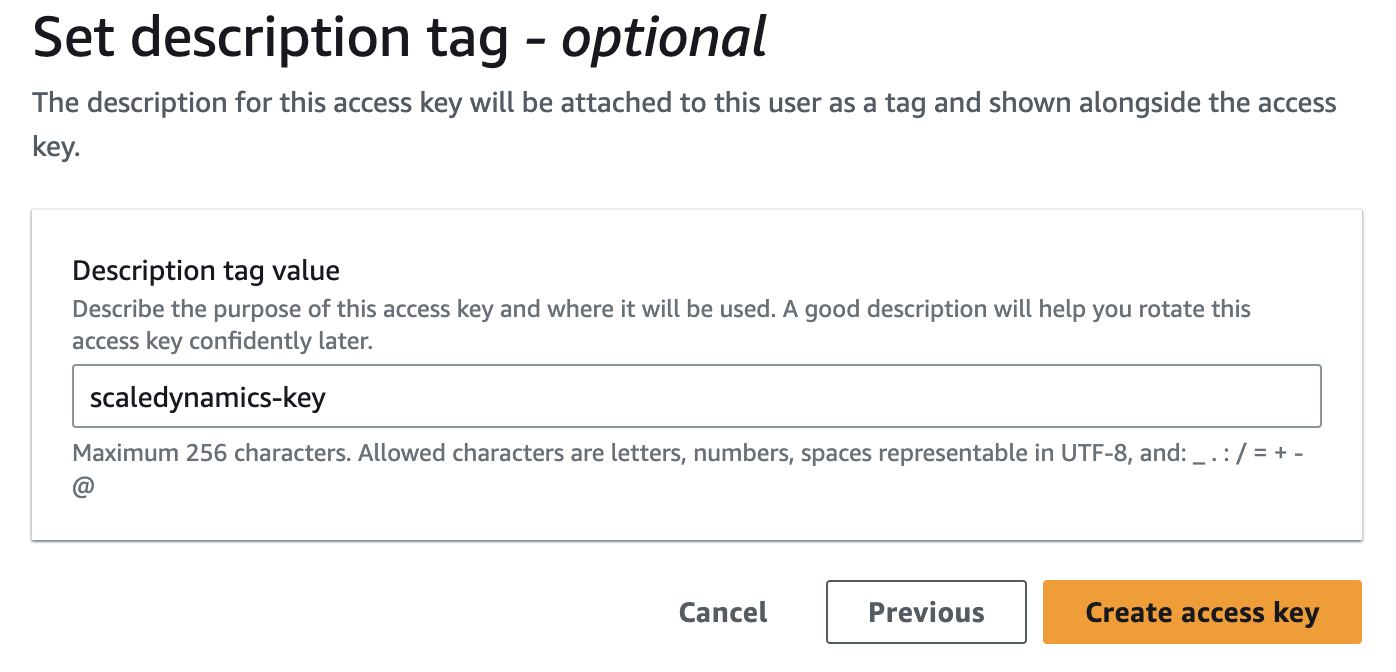 Set description tag - optional
The description for this access key will be attached to this user as a tag and shown alongside the access
key.
Description tag value
Describe the purpose of this access key and where it will be used. A good description will help you rotate this
access key confidently later.
scaledynamics-key
Maximum 256 characters. Allowed characters are letters, numbers, spaces representable in UTF-8, and: _ . : / = + -
@
Cancel
Previous
Create access key